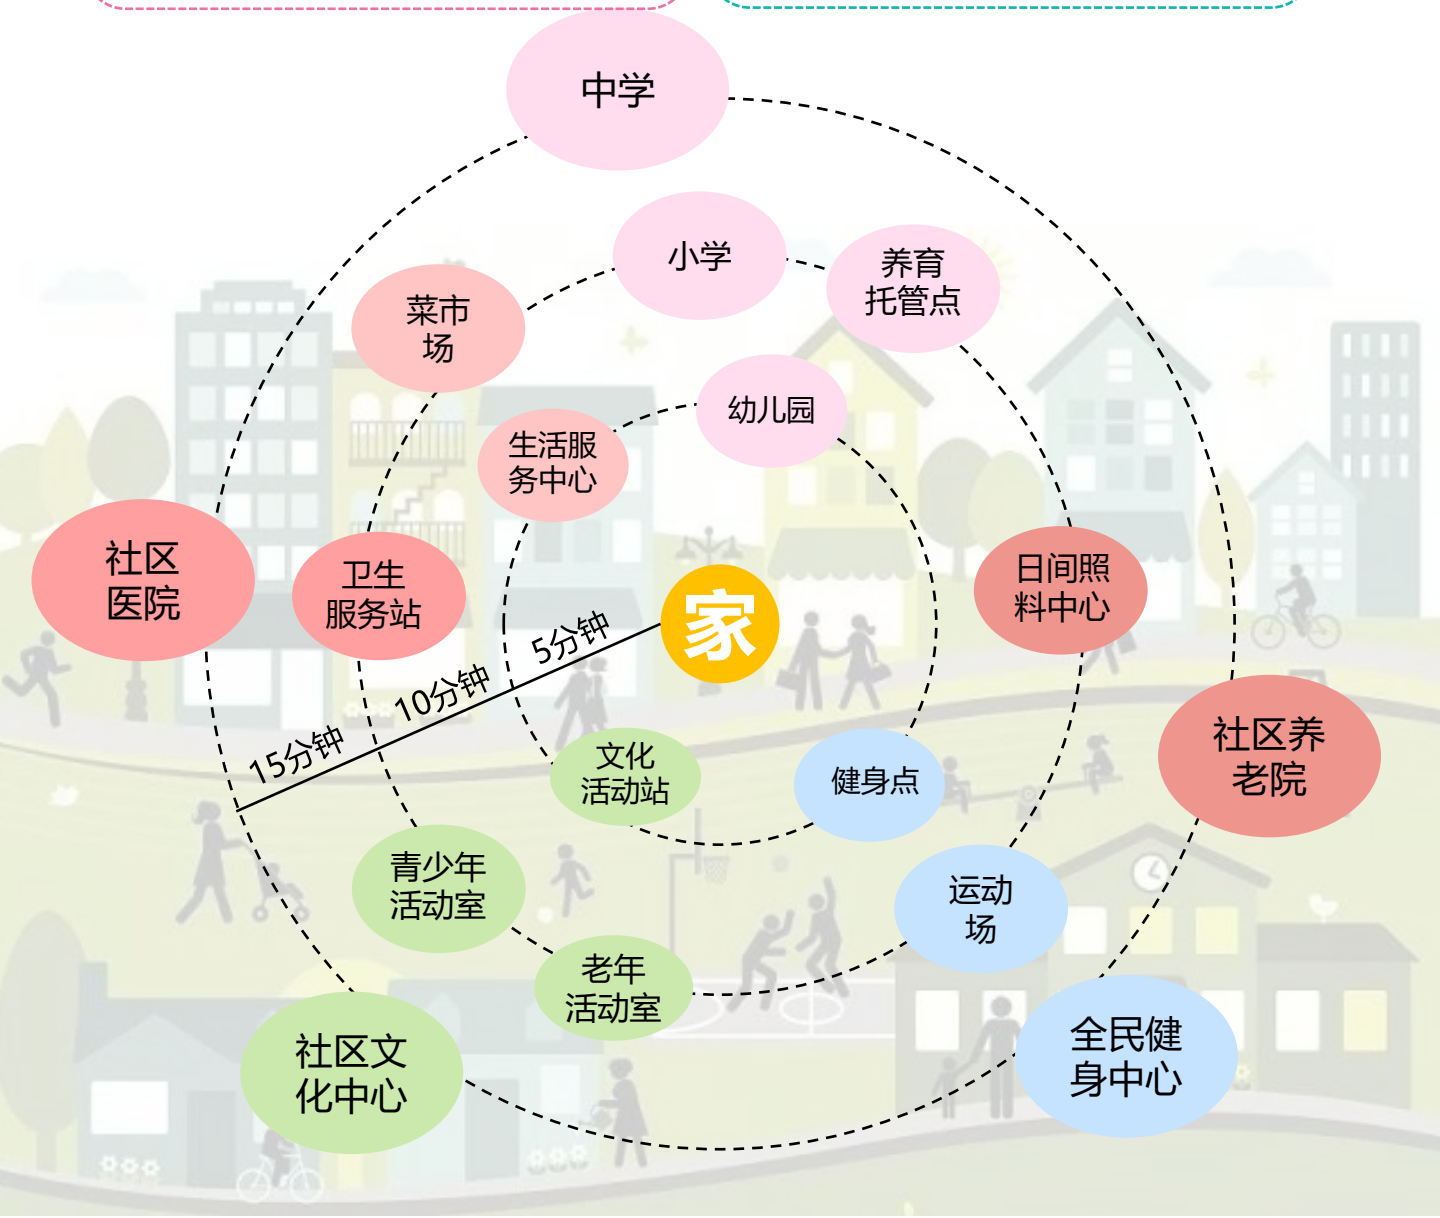 中学
小学
养育
托管点
菜市
场
幼儿园
生活服
务中心
社区
医院
卫生
服务站
日间照
料中心
家
5分钟
10分钟
15分钟
社区养
老院
文化
活动站
健身点
青少年
活动室
运动
场
老年
活动室
社区文
化中心
全民健
身中心